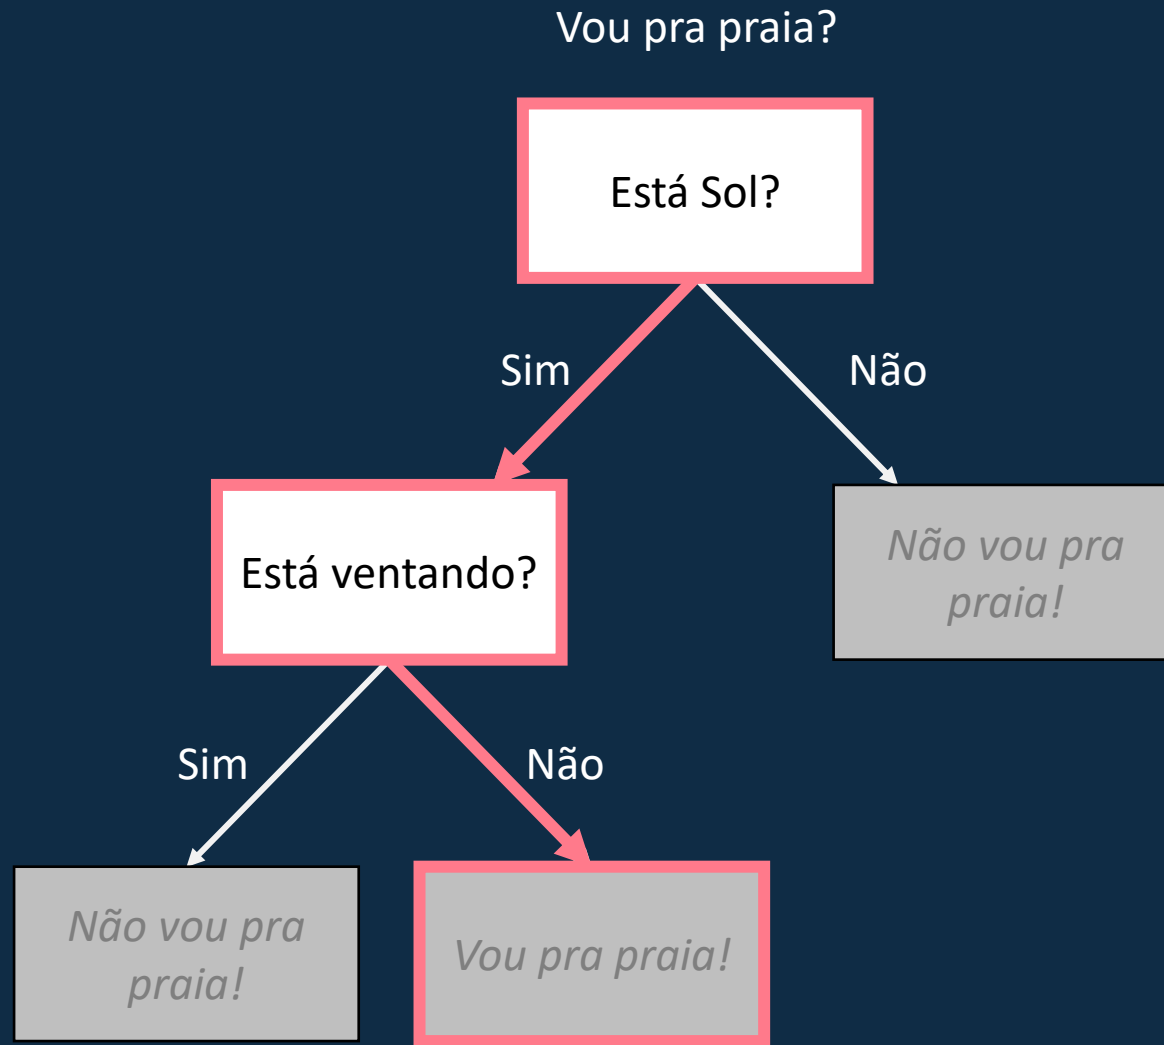 Vou pra praia?
Está Sol?
Sim
Não
Está ventando?
Não vou pra
praia!
Sim
Não
Não vou pra
praia!
Vou pra praia!